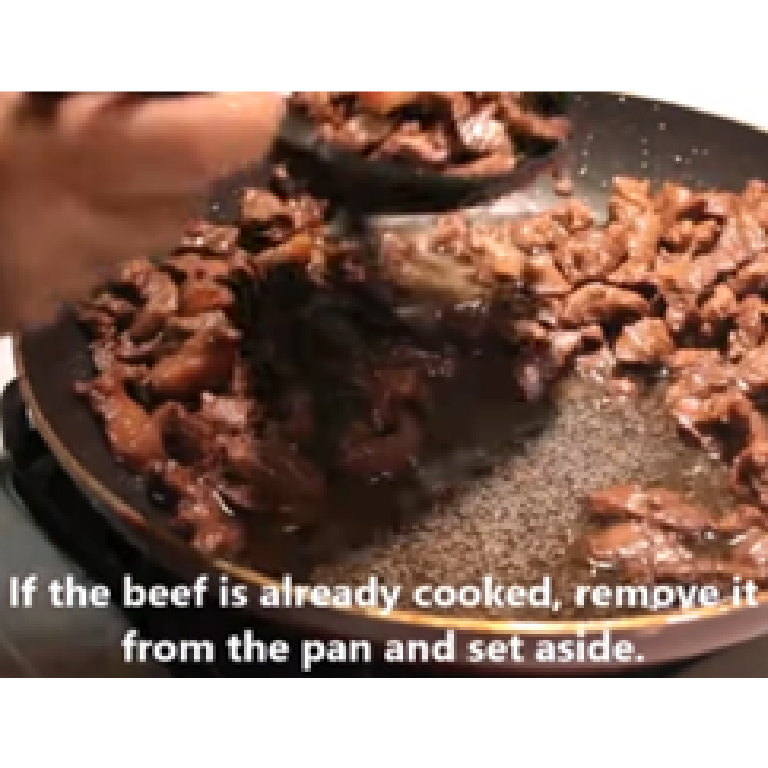 If the beef is already cooked, remove it
from the pan and set aside.